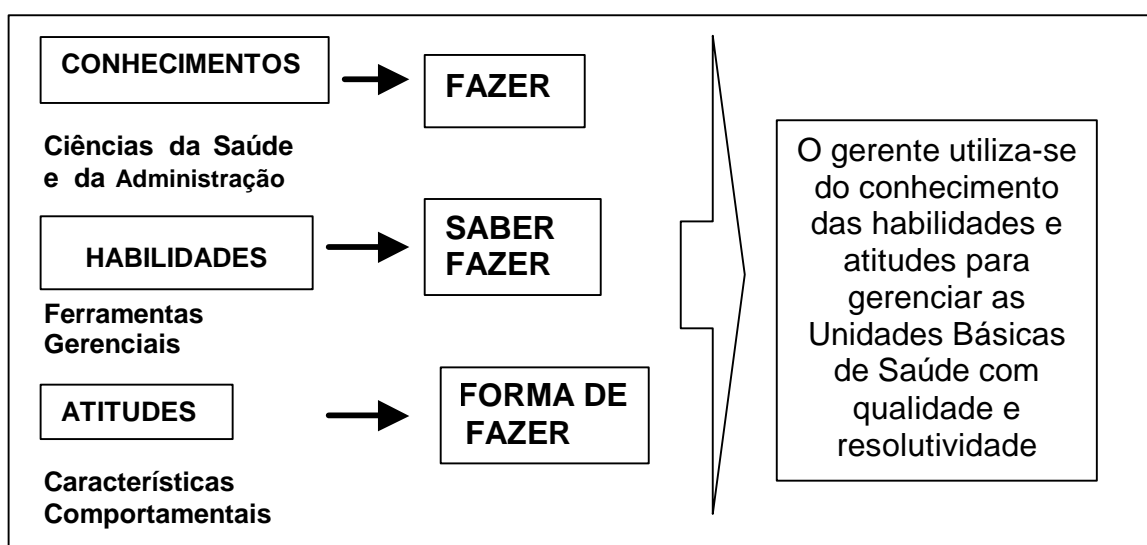 CONHECIMENTOS
FAZER
Ciências da Saúde
e da Administração
HABILIDADES
SABER
FAZER
Ferramentas
Gerenciais
ATITUDES
FORMA DE
FAZER
Características
Comportamentais
O gerente utiliza-se
do conhecimento
das habilidades e
atitudes para
gerenciar as
Unidades Básicas
de Saúde com
qualidade e
resolutividade